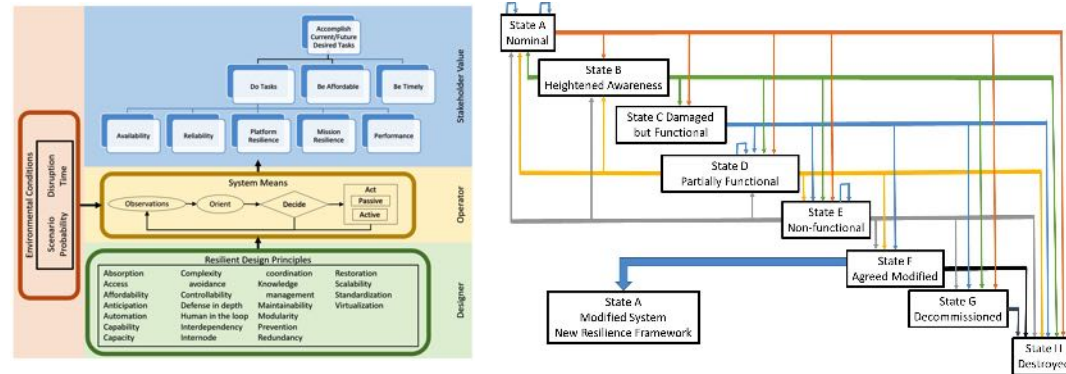 Environmental Conditions
Scenario
Probability
Disruption
Time
Accomplish
Current/Future
Desired Tasks
Do Tasks
Be Affordable
Be Timely
Availability
Reliability
Platform
Resilience
Mission
Resilience
Performance
Stakeholder Value
System Means
Observations
Orient
Decide
Act
Passive
Active
Operator
Resilient Design Principles
Absorption
Access
Affordability
Anticipation
Automation
Capability
Capacity
Complexity
avoidance
Controllability
Defense in depth
Human in the loop
Interdependency
Internode
coordination
Knowledge
management
Maintainability
Modularity
Prevention
Redundancy
Restoration
Scalability
Standardization
Virtualization
Designer
State A
Nominal
State B
Heightened Awareness
State C Damaged
but Functional
State D
Partially Functional
State E
Non-functional
State F
Agreed Modified
State A
Modified System
New Resilience Framework
State G
Decommissioned
State H
Destroyed